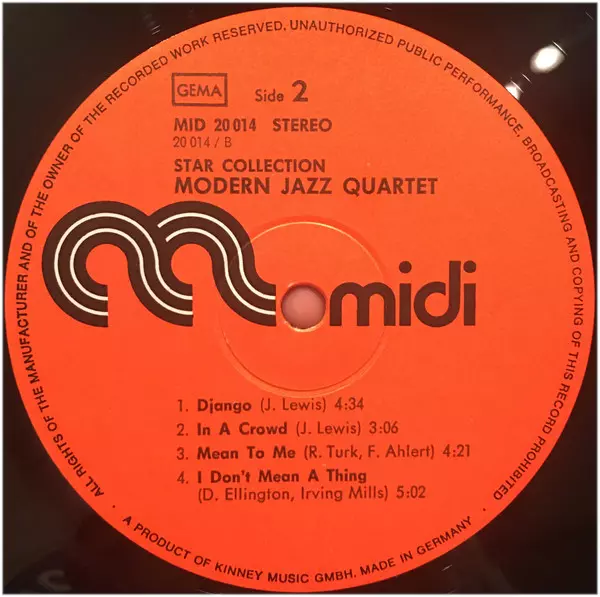 ALL RIGHTS OF THE MANUFACTURER AND OF THE OWNER OF THE RECORDED WORK RESERVED. UNAUTHORIZED PUBLIC PERFORMANCE, BROADCASTING AND COPYING OF THIS RECORD PROHIBITED
GEMA Side 2
MID 20 014 STEREO
20 014 / B
STAR COLLECTION
MODERN JAZZ QUARTET
midi
1. Django (J. Lewis) 4:34
2. In A Crowd (J. Lewis) 3:06
3. Mean To Me (R. Turk, F. Ahlert) 4:21
4. I Don't Mean A Thing
(D. Ellington, Irving Mills) 5:02
• A PRODUCT OF KINNEY MUSIC GMBH. MADE IN GERMANY •